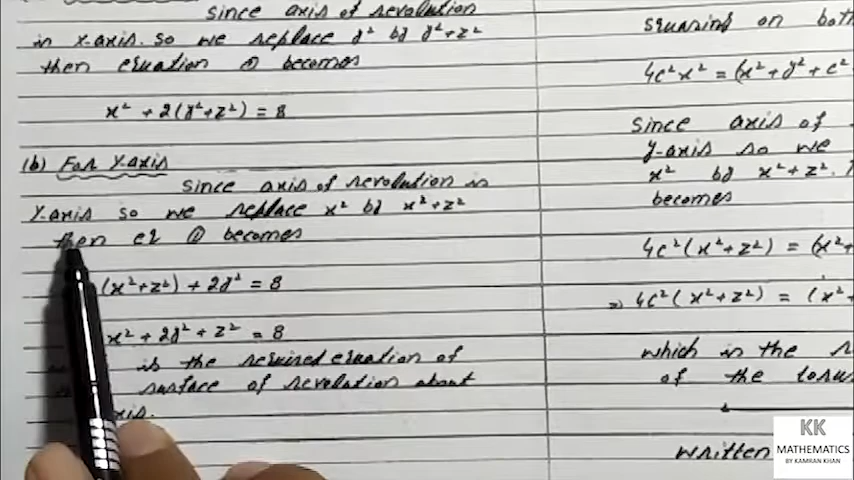 since axis of revolution
is x-axis. so we replace y² by y²+z²
then equation ① becomes
x² + 2(y²+z²) = 8
(b) For Y.axis
since axis of revolution is
Y.axis so we replace x² by x²+z²
then eq ① becomes
(x²+z²) + 2y² = 8
x² + 2y² + z² = 8
is the required equation of
surface of revolution about
xis.
squaring on both
4c²x² = (x²+y²+c²
since axis of
y-axis so we
x² by x²+z².
becomes
4c²(x²+z²) = (x²+
⇒ 4c²(x²+z²) = (x²+
which is the
of the torus
written
KK
MATHEMATICS
BY KAMRAN KHAN